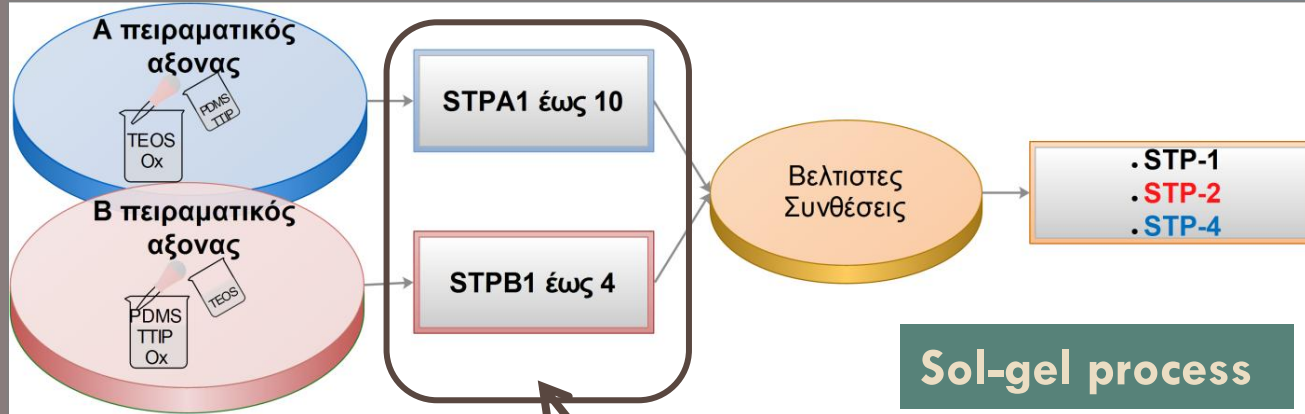 Α πειραματικός
αξονας
PDMS
TTIP
TEOS
Ox
Β πειραματικός
αξονας
TEOS
PDMS
TTIP
Ox
STPA1 έως 10
STPB1 έως 4
Βελτιστες
Συνθέσεις
. STP-1
. STP-2
. STP-4
Sol-gel process